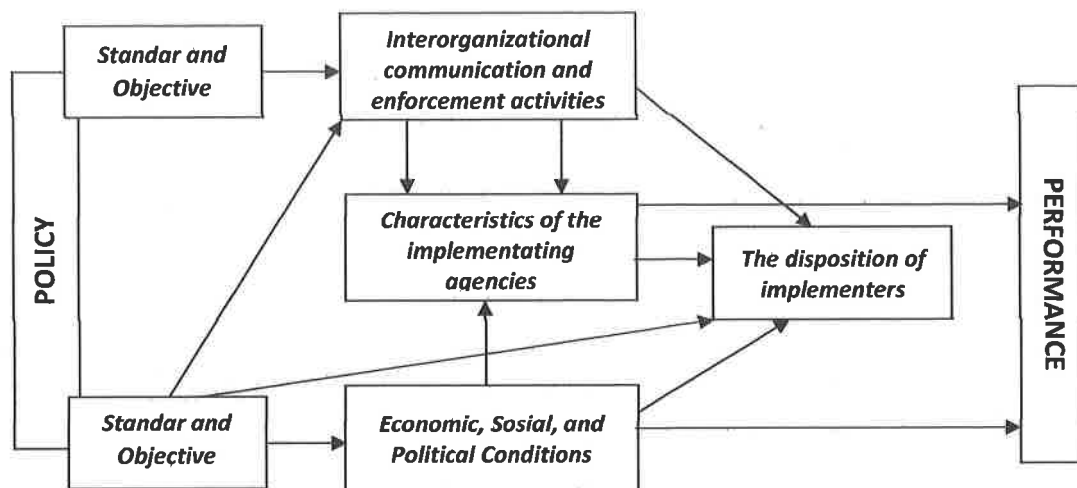 Standar and
Objective
Interorganizational
communication and
enforcement activities
POLICY
Characteristics of the
implementating
agencies
The disposition of
implementers
PERFORMANCE
Standar and
Objective
Economic, Sosial, and
Political Conditions